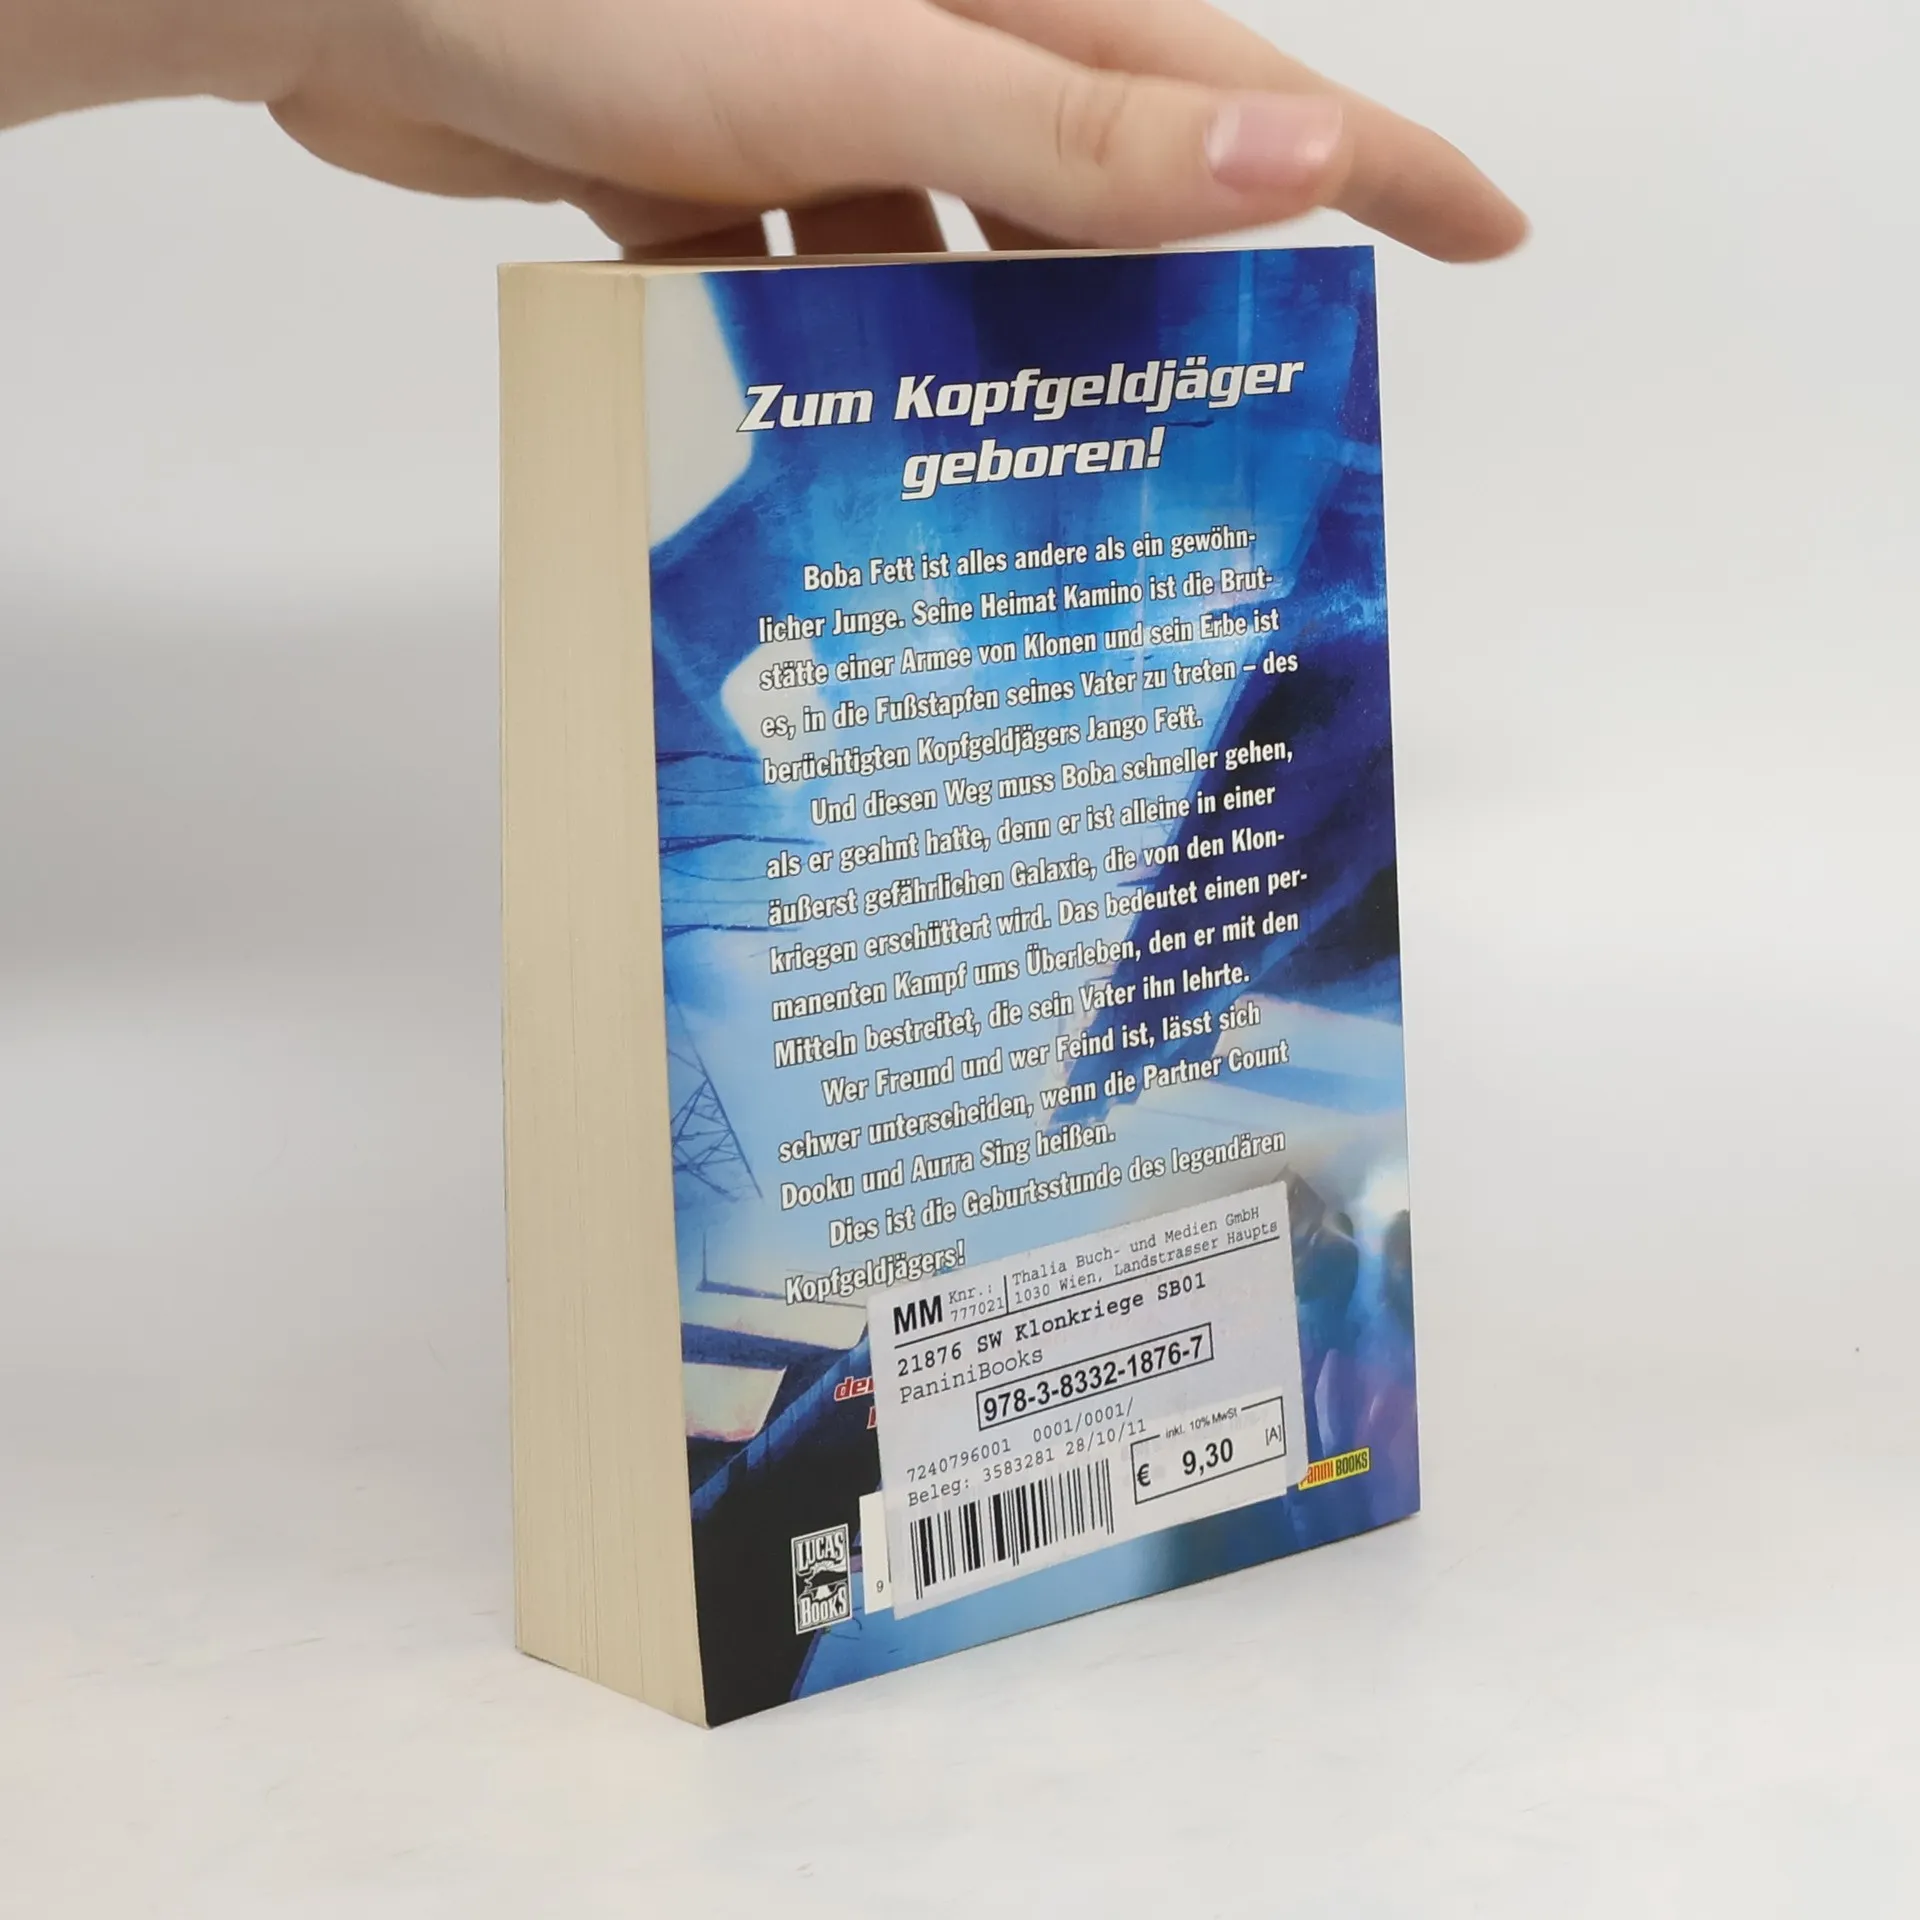 Zum Kopfgeldjäger
geboren!
Boba Fett ist alles andere als ein gewöhn-
licher Junge. Seine Heimat Kamino ist die Brut-
stätte einer Armee von Klonen und sein Erbe ist
es, in die Fußstapfen seines Vater zu treten – des
berüchtigten Kopfgeldjägers Jango Fett.
Und diesen Weg muss Boba schneller gehen,
als er geahnt hatte, denn er ist alleine in einer
äußerst gefährlichen Galaxie, die von den Klon-
kriegen erschüttert wird. Das bedeutet einen per-
manenten Kampf ums Überleben, den er mit den
Mitteln bestreitet, die sein Vater ihn lehrte.
Wer Freund und wer Feind ist, lässt sich
schwer unterscheiden, wenn die Partner Count
Dooku und Aurra Sing heißen.
Dies ist die Geburtsstunde des legendären
Kopfgeldjägers!
MM Knr.: Thalia Buch- und Medien GmbH
777021 1030 Wien, Landstrasser Haupts
21876 SW Klonkriege SB01
PaniniBooks
978-3-8332-1876-7
7240796001 0001/0001/
Beleg: 3583281 28/10/11
inkl. 10% MwSt
€ 9,30 [A]
PANINI BOOKS
LUCAS
BOOKS
9